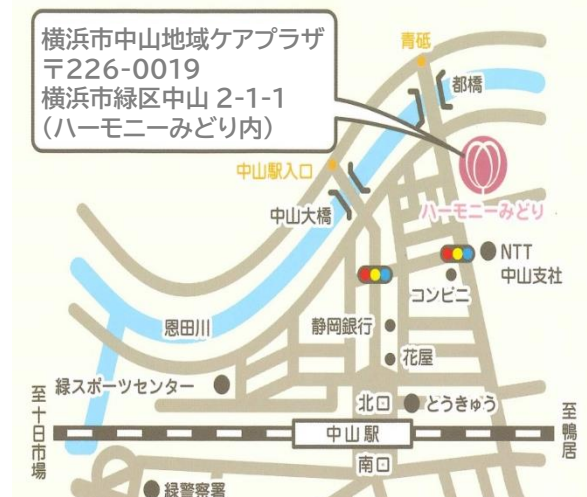 横浜市中山地域ケアプラザ
〒226-0019
横浜市緑区中山 2-1-1
(ハーモニーみどり内)
青砥
都橋
中山駅入口
中山大橋
ハーモニーみどり
NTT
中山支社
コンビニ
恩田川
静岡銀行
花屋
緑スポーツセンター
北口
とうきゅう
至十日市場
中山駅
至鴨居
南口
緑警察署